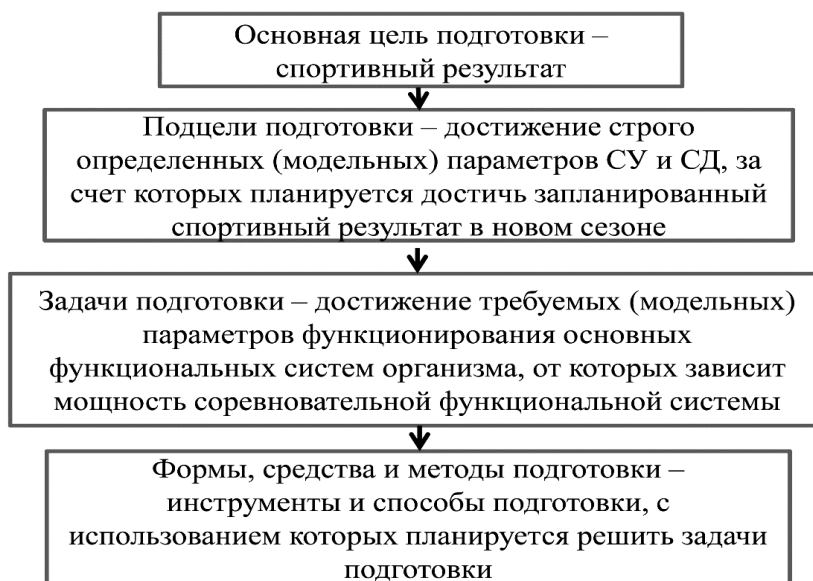 Основная цель подготовки –
спортивный результат
Подцели подготовки – достижение строго
определенных (модельных) параметров СУ и СД, за
счет которых планируется достичь запланированный
спортивный результат в новом сезоне
Задачи подготовки – достижение требуемых (модельных)
параметров функционирования основных
функциональных систем организма, от которых зависит
мощность соревновательной функциональной системы
Формы, средства и методы подготовки –
инструменты и способы подготовки, с
использованием которых планируется решить задачи
подготовки